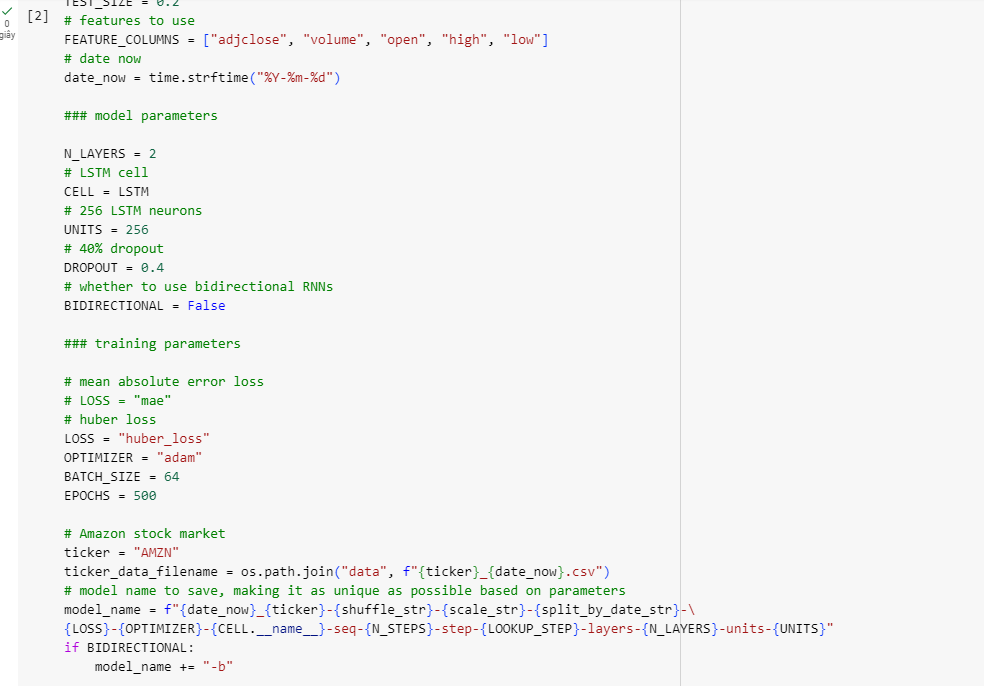 TEST_SIZE = 0.2
[2]
0
giây
# features to use
FEATURE_COLUMNS = ["adjclose", "volume", "open", "high", "low"]
# date now
date_now = time.strftime("%Y-%m-%d")
### model parameters
N_LAYERS = 2
# LSTM cell
CELL = LSTM
# 256 LSTM neurons
UNITS = 256
# 40% dropout
DROPOUT = 0.4
# whether to use bidirectional RNNs
BIDIRECTIONAL = False
### training parameters
# mean absolute error loss
# LOSS = "mae"
# huber loss
LOSS = "huber_loss"
OPTIMIZER = "adam"
BATCH_SIZE = 64
EPOCHS = 500
# Amazon stock market
ticker = "AMZN"
ticker_data_filename = os.path.join("data", f"{ticker}_{date_now}.csv")
# model name to save, making it as unique as possible based on parameters
model_name = f"{date_now}_{ticker}-{shuffle_str}-{scale_str}-{split_by_date_str}-\
{LOSS}-{OPTIMIZER}-{CELL.__name__}-seq-{N_STEPS}-step-{LOOKUP_STEP}-layers-{N_LAYERS}-units-{UNITS}"
if BIDIRECTIONAL:
    model_name += "-b"